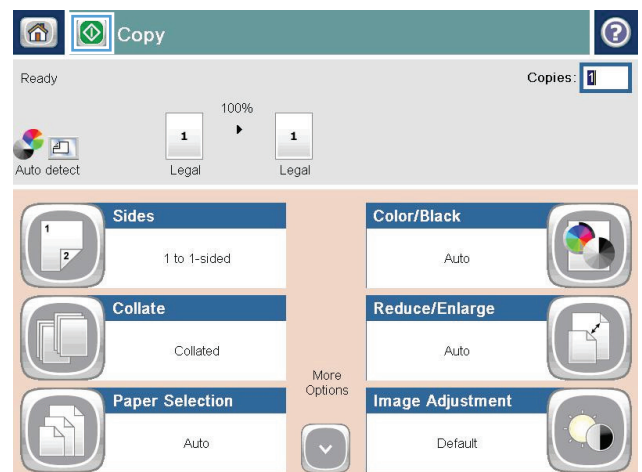 Copy
?
Ready
Copies: 1
100%
1
1
Auto detect
Legal
Legal
Sides
1
2
1 to 1-sided
Color/Black
Auto
Collate
Collated
Reduce/Enlarge
Auto
More
Options
Paper Selection
Auto
Image Adjustment
Default